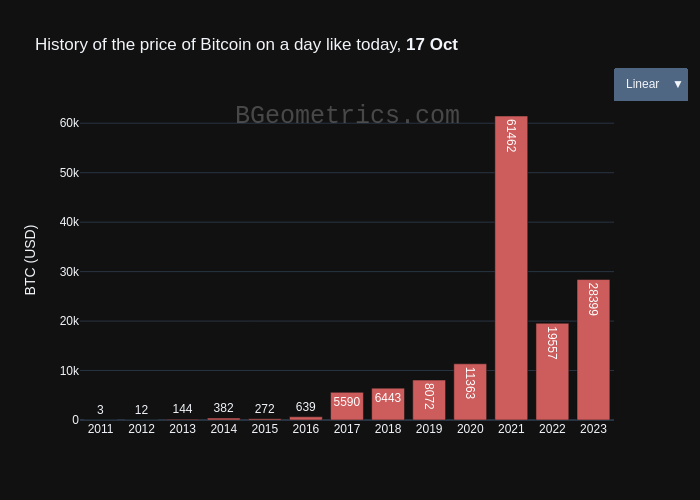 History of the price of Bitcoin on a day like today, 17 Oct
Linear ▼
BGeometrics.com
BTC (USD)
60k
50k
40k
30k
20k
10k
0
3 12 144 382 272 639 5590 6443 8072 11363 61462 19557 28399
2011 2012 2013 2014 2015 2016 2017 2018 2019 2020 2021 2022 2023